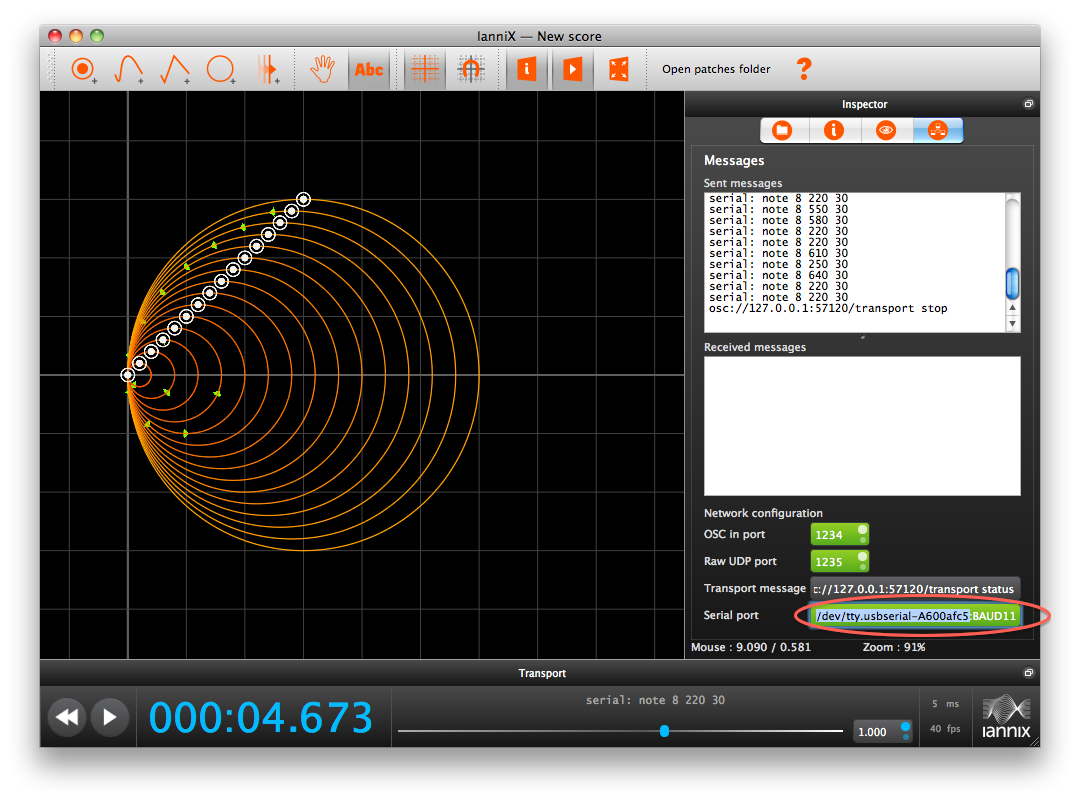 IanniX — New score
Abc
Open patches folder
?
Inspector
Messages
Sent messages
serial: note 8 220 30
serial: note 8 550 30
serial: note 8 580 30
serial: note 8 220 30
serial: note 8 220 30
serial: note 8 610 30
serial: note 8 250 30
serial: note 8 640 30
serial: note 8 220 30
serial: note 8 220 30
osc://127.0.0.1:57120/transport stop
Received messages
Network configuration
OSC in port 1234
Raw UDP port 1235
Transport message c://127.0.0.1:57120/transport status
Serial port /dev/tty.usbserial-A600afc5:BAUD11
Mouse : 9.090 / 0.581 Zoom : 91%
Transport
000:04.673
serial: note 8 220 30
1.000
5 ms
40 fps
ianniX